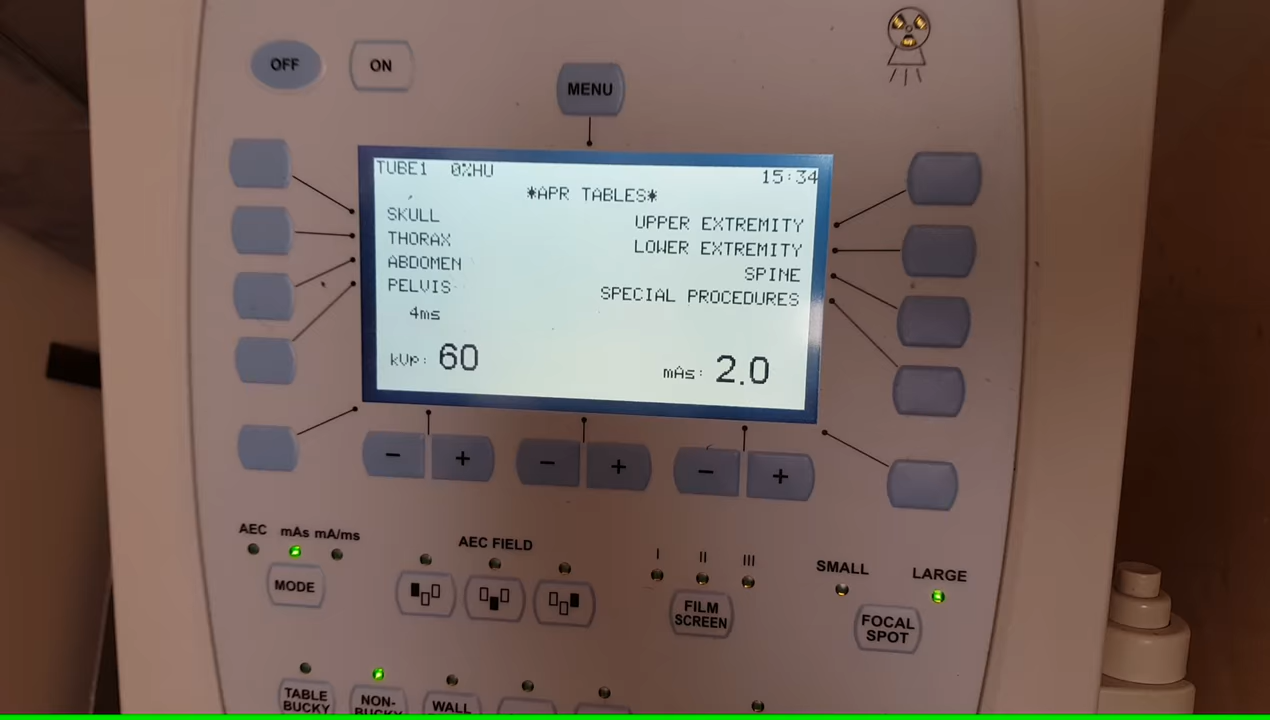 OFF
ON
MENU
TUBE1 0%HU
15:34
*APR TABLES*
SKULL
UPPER EXTREMITY
THORAX
LOWER EXTREMITY
ABDOMEN
SPINE
PELVIS
SPECIAL PROCEDURES
4ms
kVp: 60
mAs: 2.0
- +
- +
- +
AEC mAs mA/ms
AEC FIELD
I II III
SMALL
LARGE
MODE
FILM
SCREEN
FOCAL
SPOT
TABLE
BUCKY
NON-
BUCKY
WALL